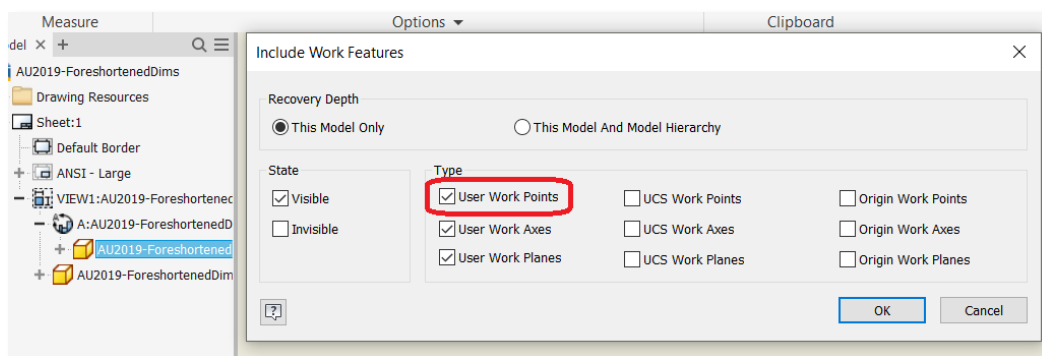 Measure
Options
Clipboard
del × +
AU2019-ForeshortenedDims
Drawing Resources
Sheet:1
Default Border
ANSI - Large
VIEW1:AU2019-Foreshortenec
A:AU2019-ForeshortenedD
AU2019-Foreshortened
AU2019-ForeshortenedDim
Include Work Features
Recovery Depth
This Model Only
This Model And Model Hierarchy
State
Visible
Invisible
Type
User Work Points
UCS Work Points
Origin Work Points
User Work Axes
UCS Work Axes
Origin Work Axes
User Work Planes
UCS Work Planes
Origin Work Planes
?
OK
Cancel